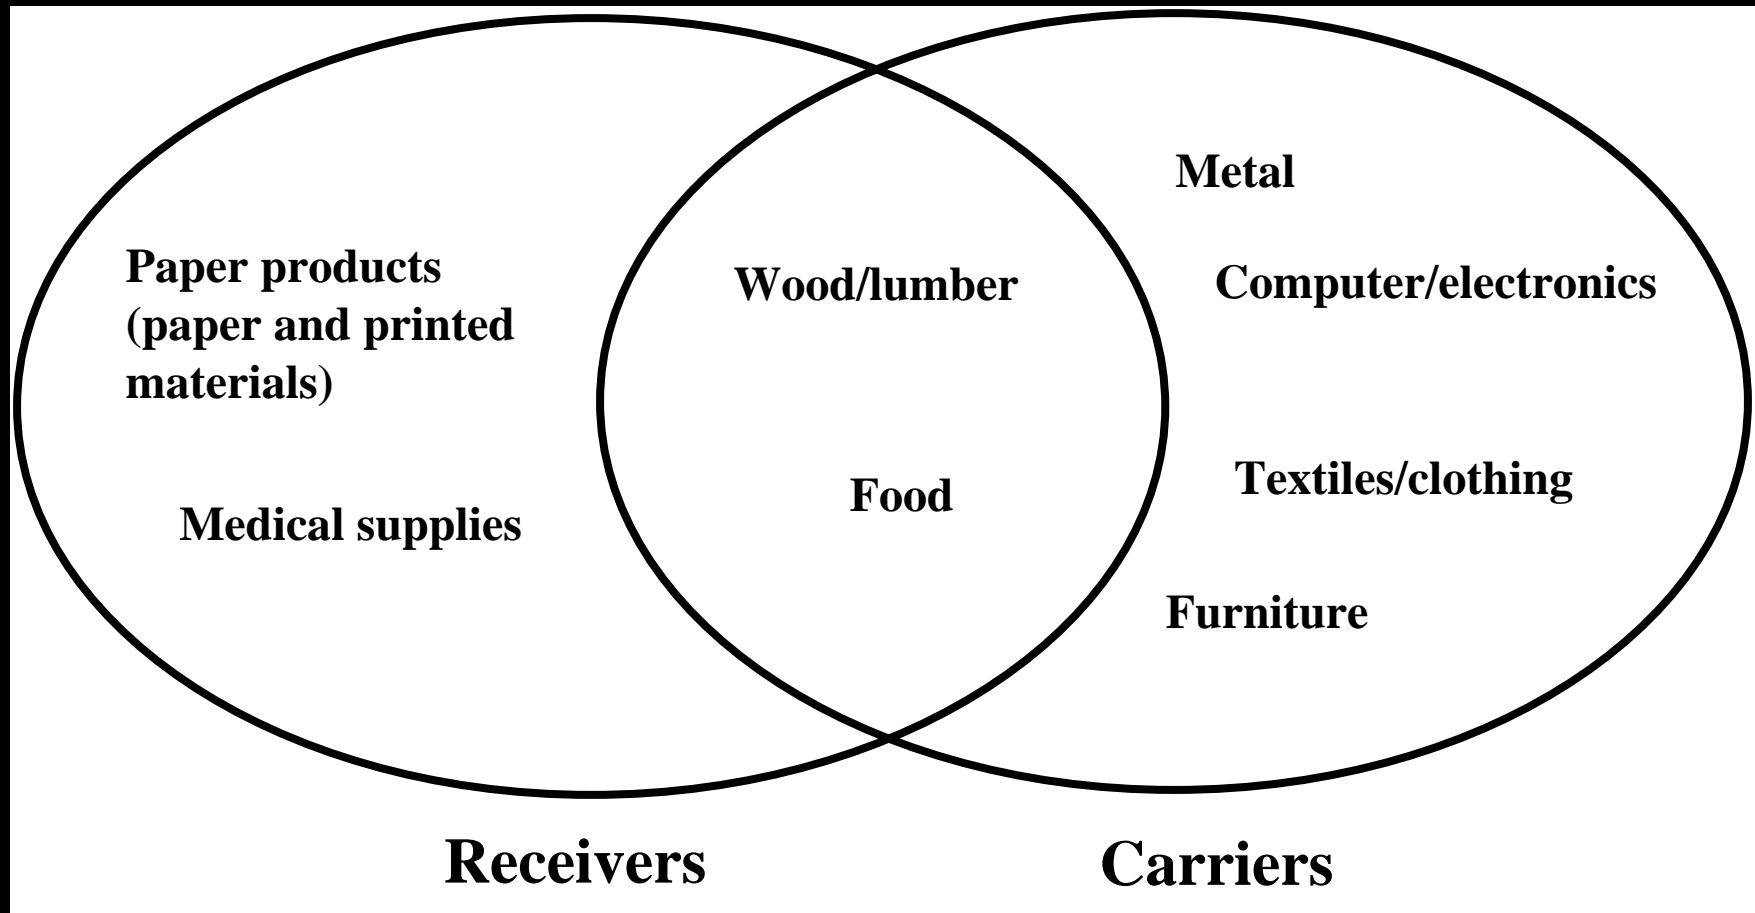 Metal
Paper products
(paper and printed
materials)
Wood/lumber
Computer/electronics
Medical supplies
Food
Textiles/clothing
Furniture
Receivers
Carriers